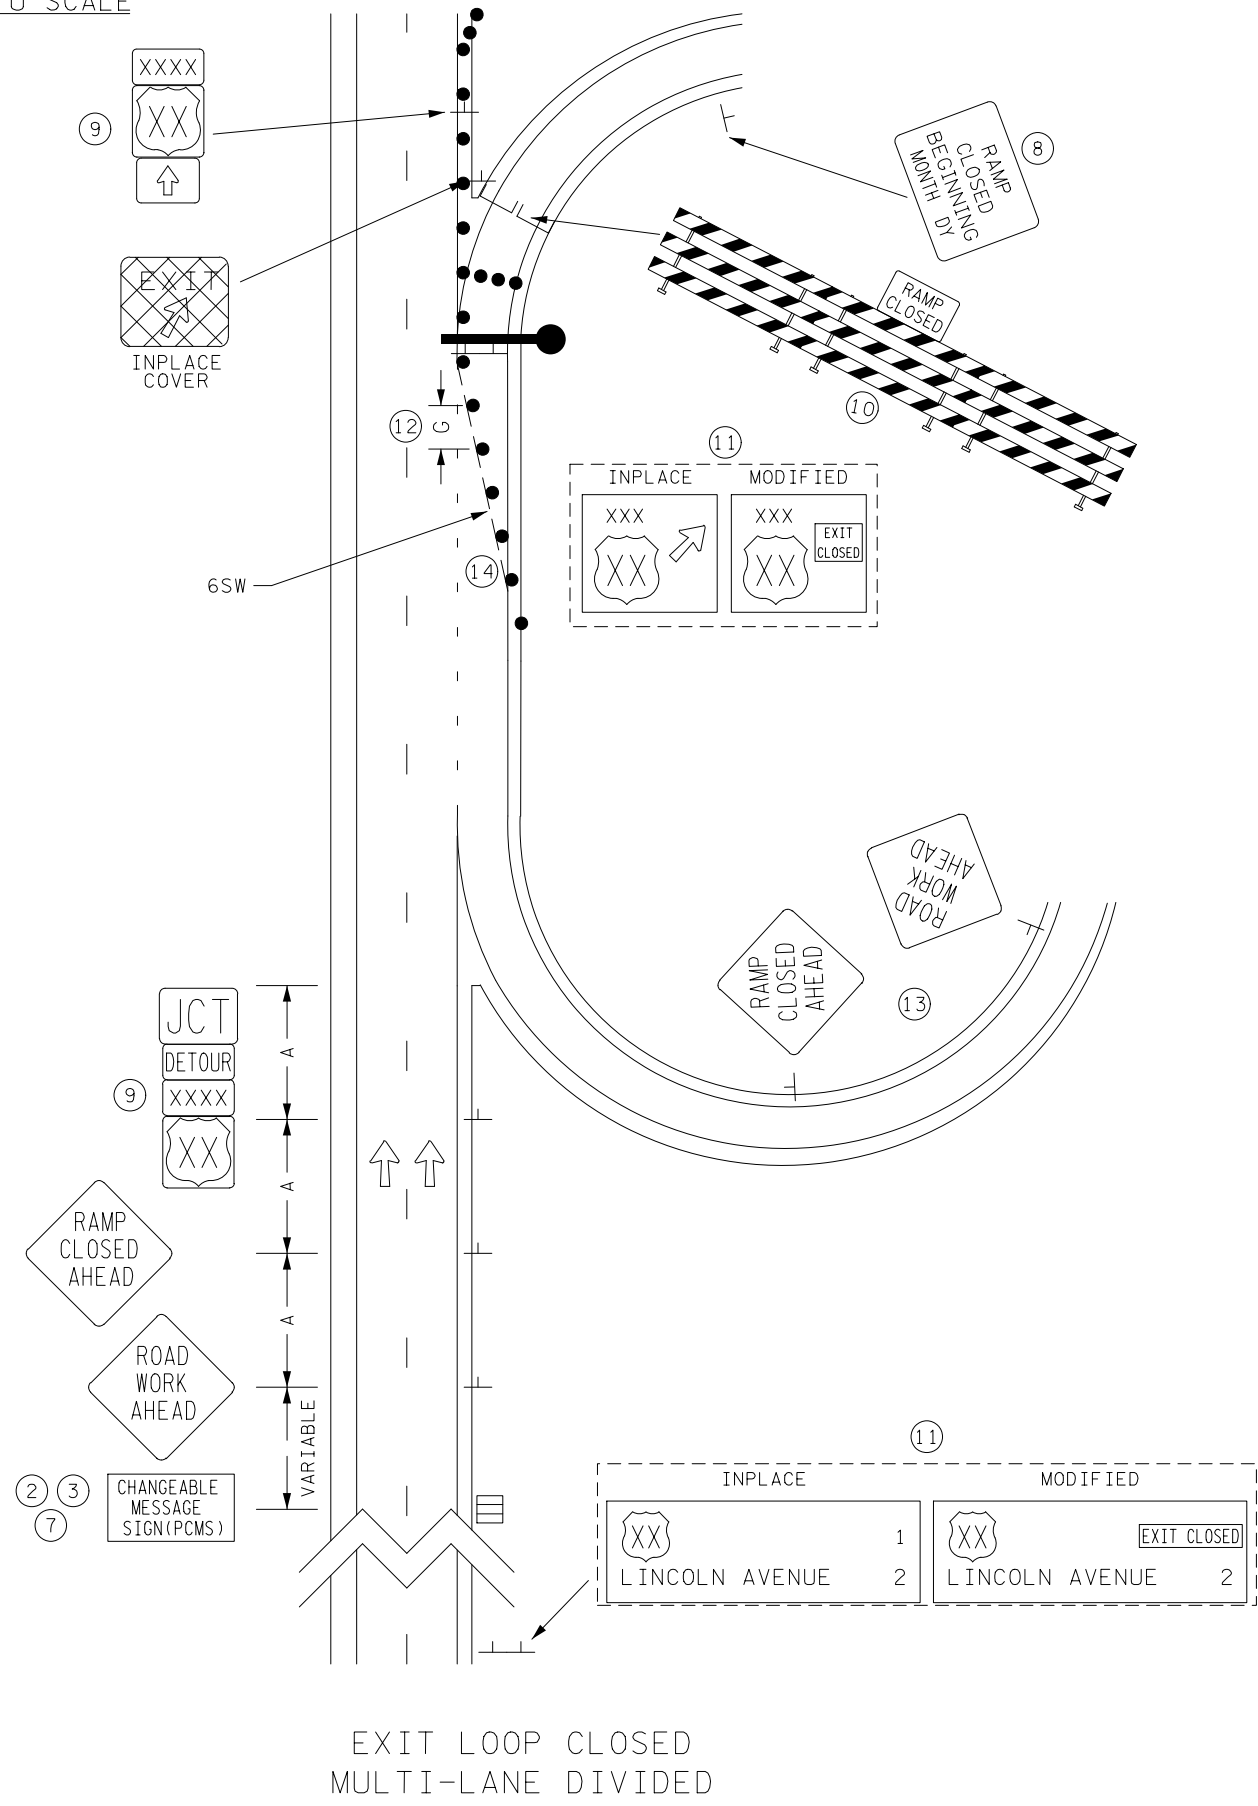 O SCALE
XXXX
XX
9
RAMP
CLOSED
BEGINNING
MONTH DY
8
EXIT
INPLACE
COVER
RAMP
CLOSED
10
12
G
11
INPLACE
MODIFIED
XXX
XX
XXX
XX
EXIT
CLOSED
14
6SW
ROAD
WORK
AHEAD
RAMP
CLOSED
AHEAD
13
JCT
DETOUR
XXXX
XX
9
A
A
A
RAMP
CLOSED
AHEAD
ROAD
WORK
AHEAD
VARIABLE
2
3
7
CHANGEABLE
MESSAGE
SIGN(PCMS)
11
INPLACE
MODIFIED
XX
1
LINCOLN AVENUE 2
XX
EXIT CLOSED
LINCOLN AVENUE 2
EXIT LOOP CLOSED
MULTI-LANE DIVIDED